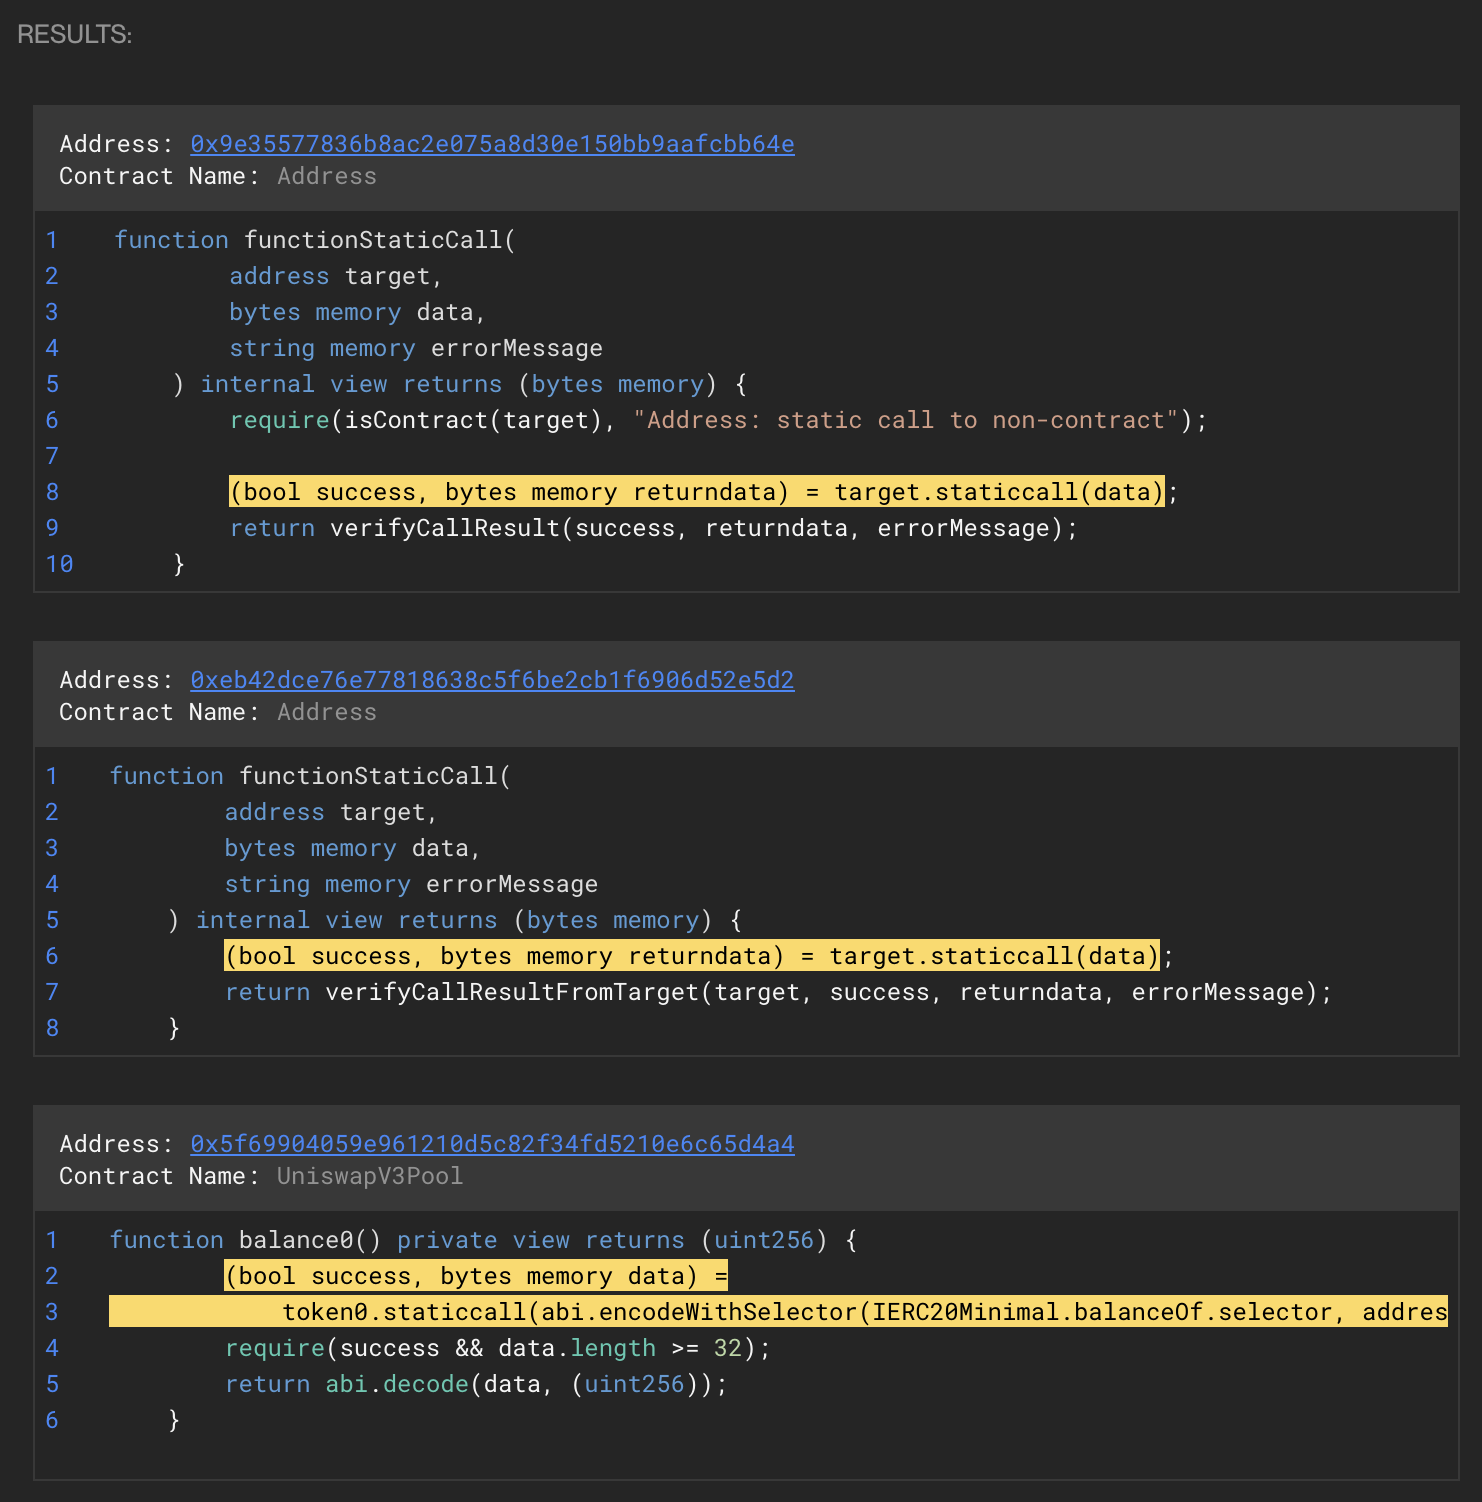 RESULTS:
Address: 0x9e35577836b8ac2e075a8d30e150bb9aafcbb64e
Contract Name: Address
1 function functionStaticCall(
2 address target,
3 bytes memory data,
4 string memory errorMessage
5 ) internal view returns (bytes memory) {
6 require(isContract(target), "Address: static call to non-contract");
7
8 (bool success, bytes memory returndata) = target.staticcall(data);
9 return verifyCallResult(success, returndata, errorMessage);
10 }
Address: 0xeb42dce76e77818638c5f6be2cb1f6906d52e5d2
Contract Name: Address
1 function functionStaticCall(
2 address target,
3 bytes memory data,
4 string memory errorMessage
5 ) internal view returns (bytes memory) {
6 (bool success, bytes memory returndata) = target.staticcall(data);
7 return verifyCallResultFromTarget(target, success, returndata, errorMessage);
8 }
Address: 0x5f69904059e961210d5c82f34fd5210e6c65d4a4
Contract Name: UniswapV3Pool
1 function balance0() private view returns (uint256) {
2 (bool success, bytes memory data) =
3 token0.staticcall(abi.encodeWithSelector(IERC20Minimal.balanceOf.selector, addres
4 require(success && data.length >= 32);
5 return abi.decode(data, (uint256));
6 }